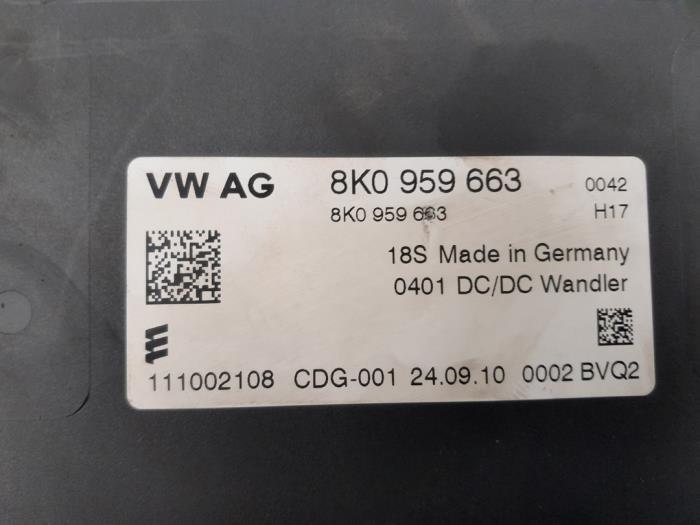 VW AG 8K0 959 663 0042
8K0 959 663 H17
18S Made in Germany
0401 DC/DC Wandler
111002108 CDG-001 24.09.10 0002 BVQ2